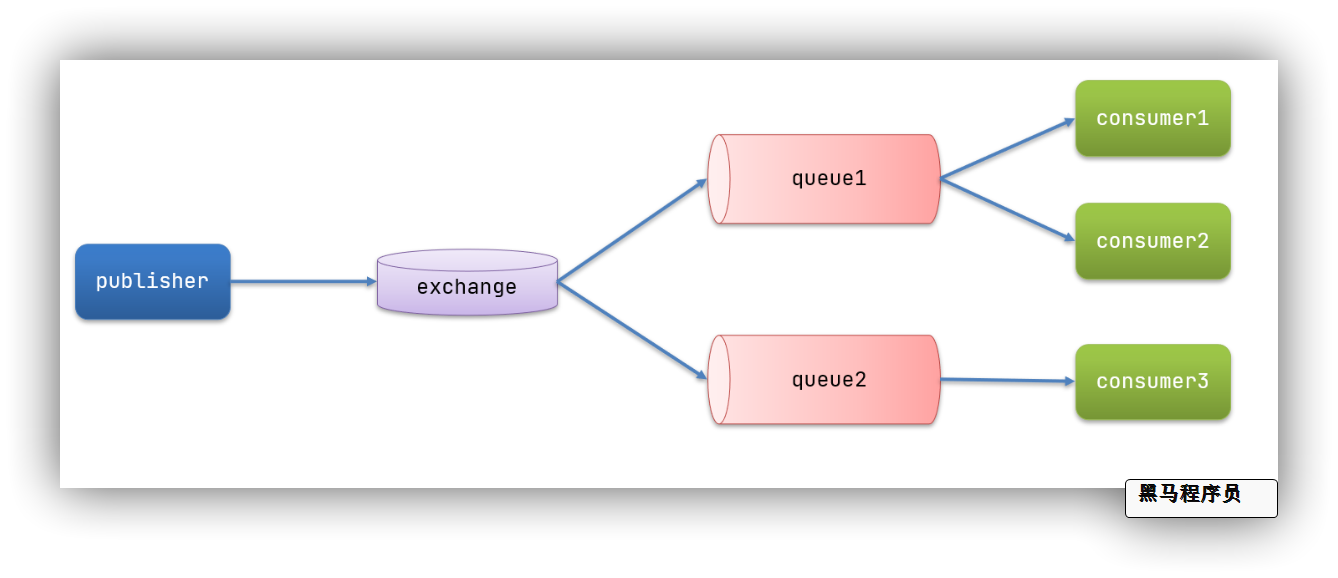 publisher
exchange
queue1
queue2
consumer1
consumer2
consumer3
黑马程序员